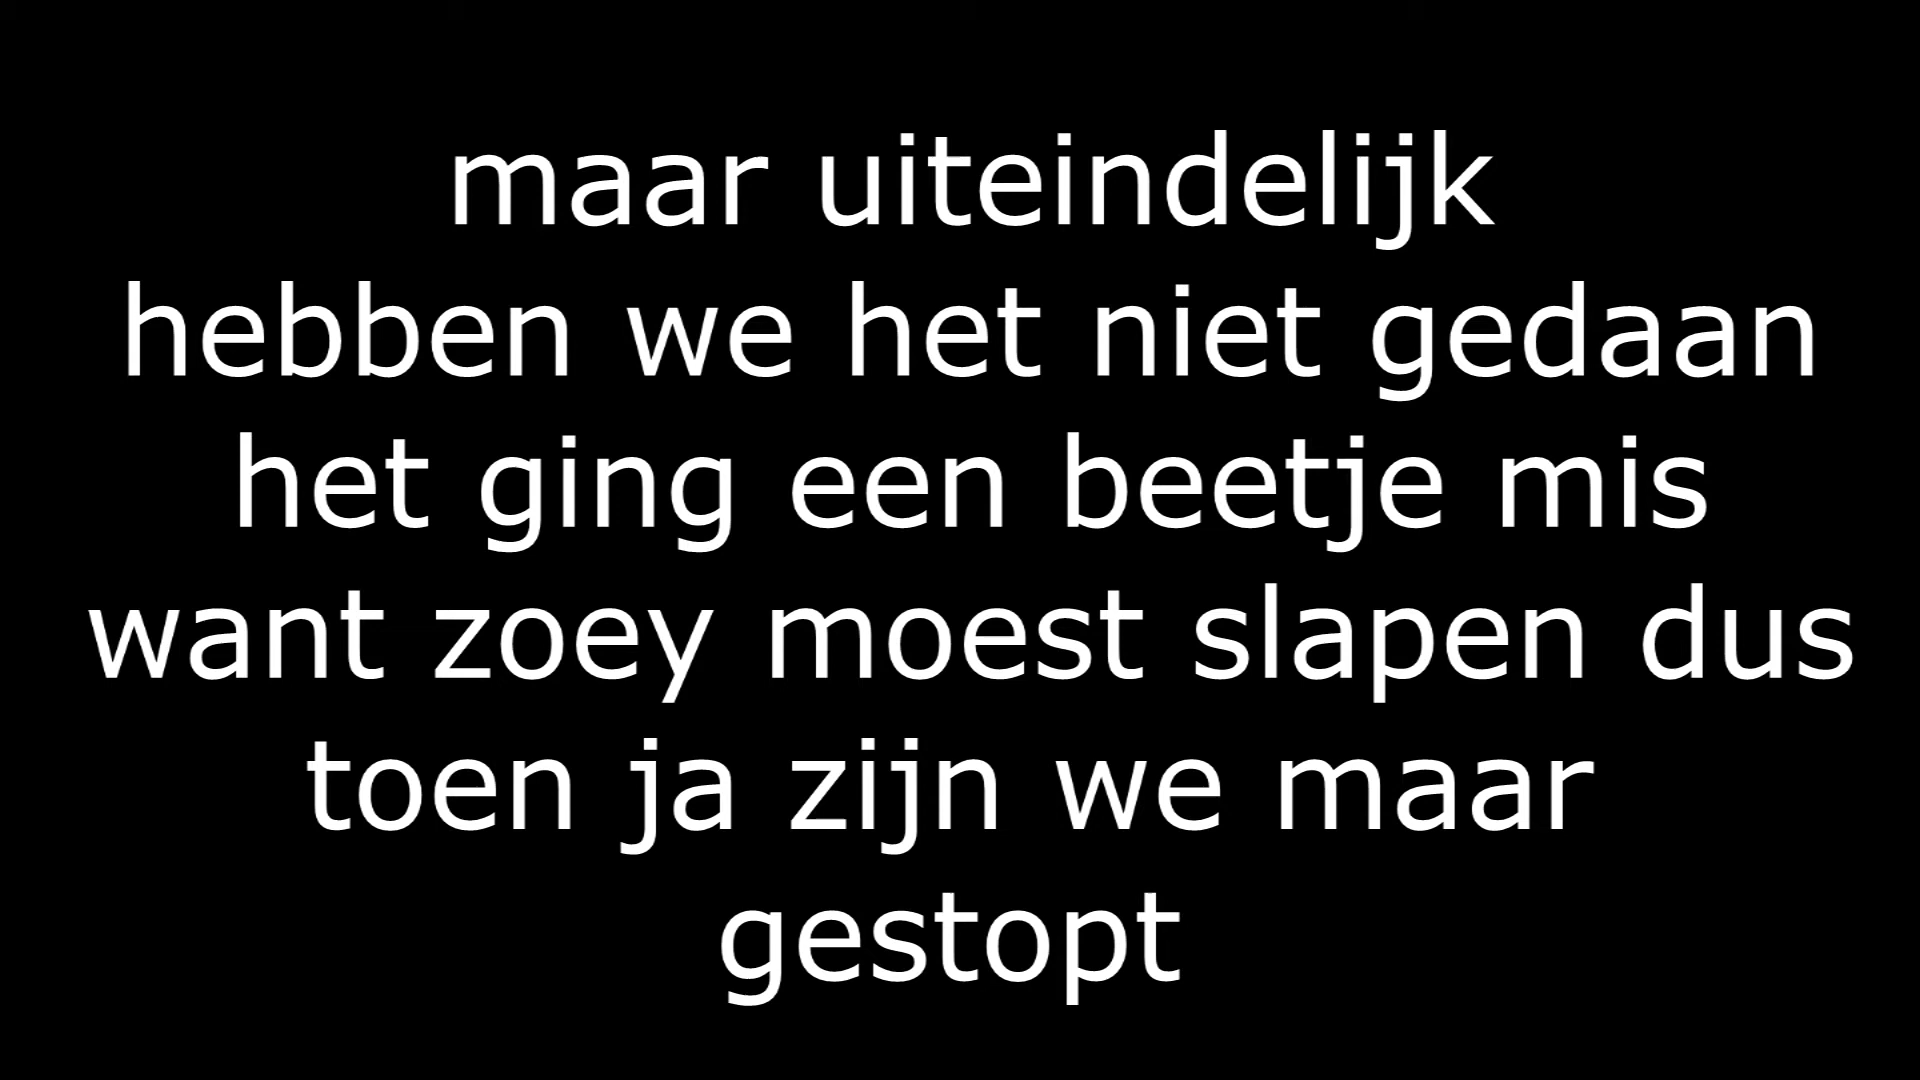 maar uiteindelijk
hebben we het niet gedaan
het ging een beetje mis
want zoey moest slapen dus
toen ja zijn we maar
gestopt